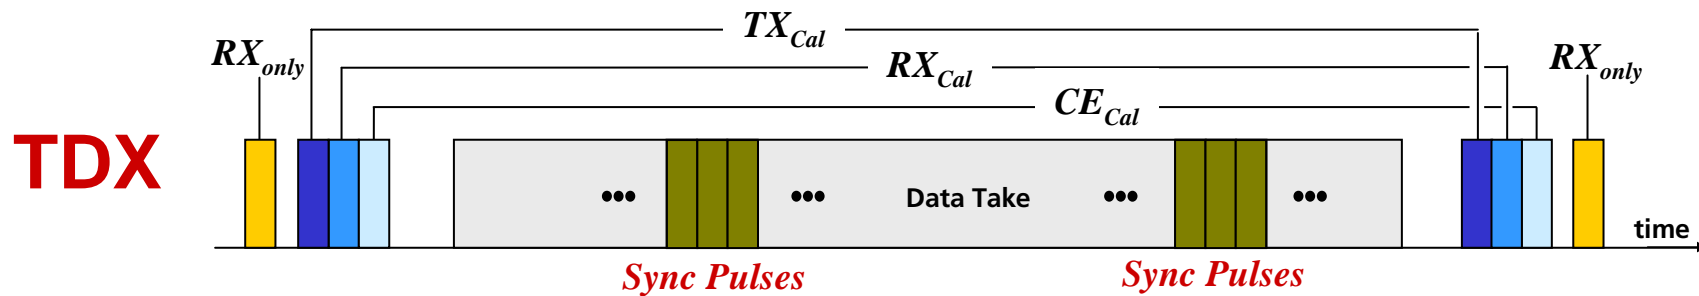 TX_Cal
RX_only
RX_Cal
RX_only
CE_Cal
TDX
••• ••• Data Take ••• •••
time
Sync Pulses
Sync Pulses